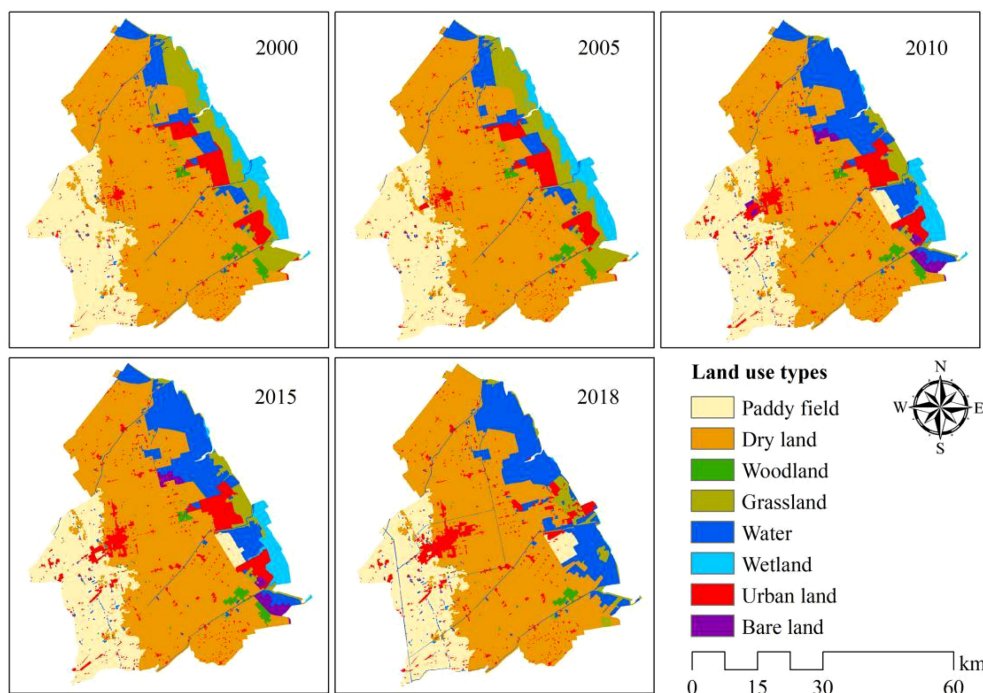 2000
2005
2010
2015
2018
Land use types
Paddy field
Dry land
Woodland
Grassland
Water
Wetland
Urban land
Bare land
N
W E
S
km
0 15 30 60